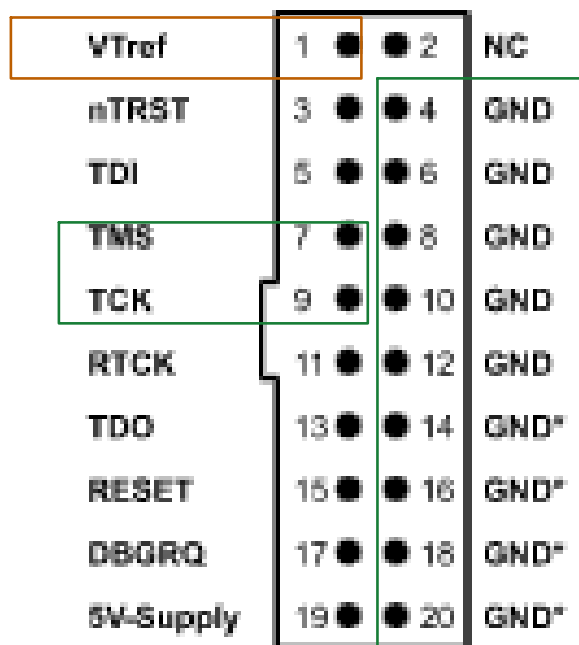 VTref 1 2 NC
nTRST 3 4 GND
TDI 5 6 GND
TMS 7 8 GND
TCK 9 10 GND
RTCK 11 12 GND
TDO 13 14 GND*
RESET 15 16 GND*
DBGRQ 17 18 GND*
5V-Supply 19 20 GND*